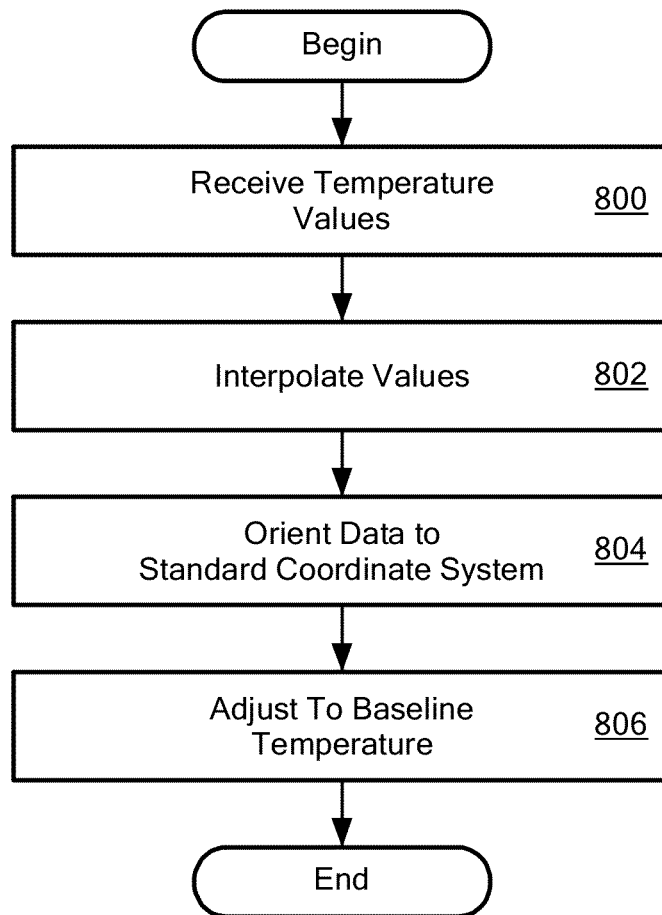 Begin
Receive Temperature
Values
800
Interpolate Values
802
Orient Data to
Standard Coordinate System
804
Adjust To Baseline
Temperature
806
End